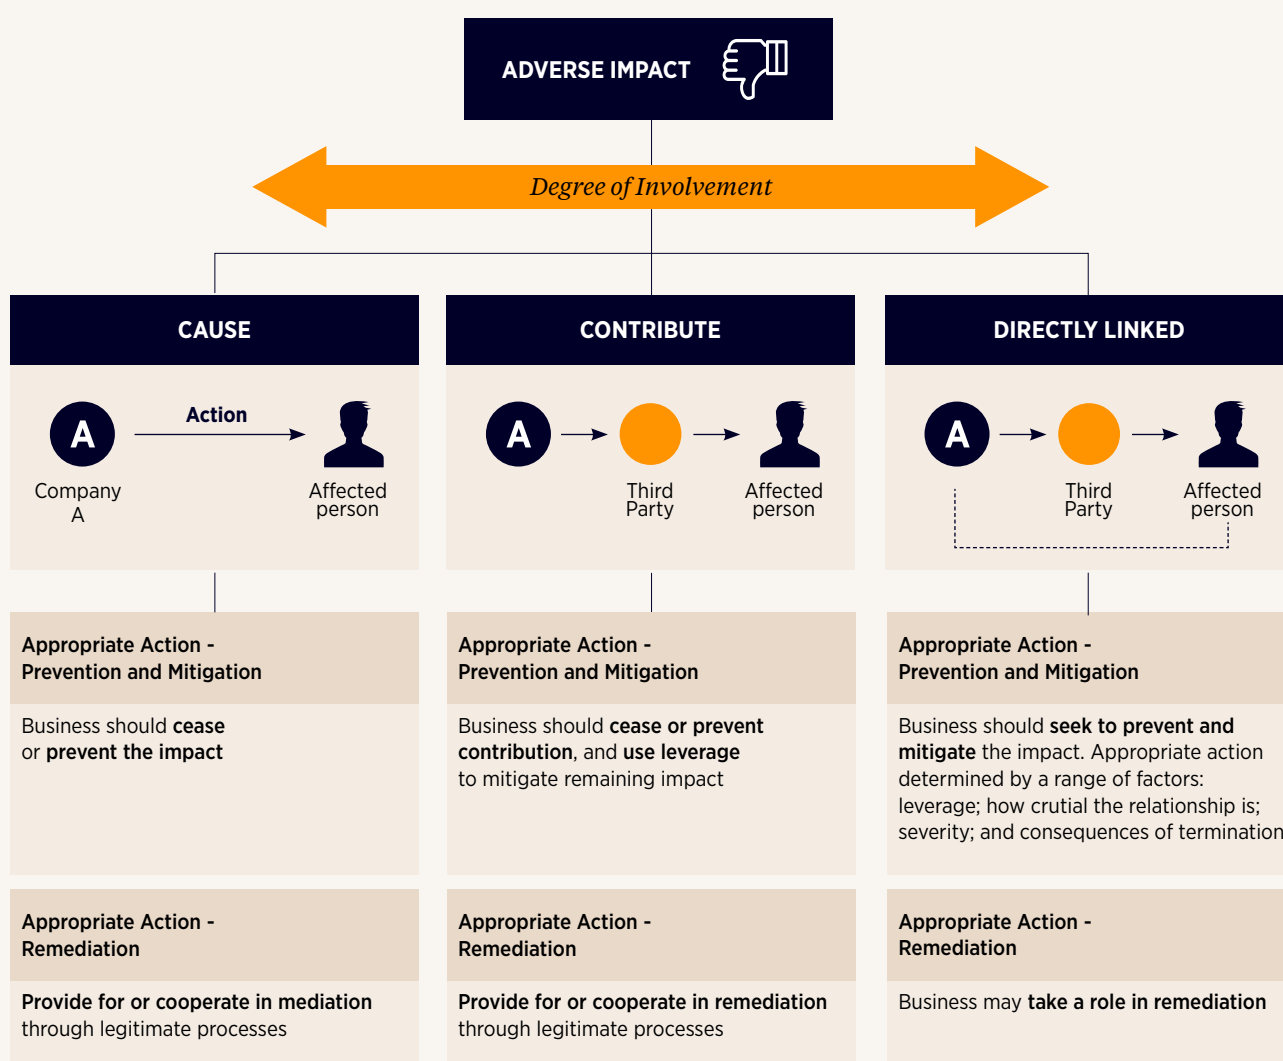 ADVERSE IMPACT
Degree of Involvement
CAUSE
A
Action
Company
A
Affected
person
Appropriate Action -
Prevention and Mitigation
Business should cease
or prevent the impact
Appropriate Action -
Remediation
Provide for or cooperate in mediation
through legitimate processes
CONTRIBUTE
A
Third
Party
Affected
person
Appropriate Action -
Prevention and Mitigation
Business should cease or prevent
contribution, and use leverage
to mitigate remaining impact
Appropriate Action -
Remediation
Provide for or cooperate in remediation
through legitimate processes
DIRECTLY LINKED
A
Third
Party
Affected
person
Appropriate Action -
Prevention and Mitigation
Business should seek to prevent and
mitigate the impact. Appropriate action
determined by a range of factors:
leverage; how crutial the relationship is;
severity; and consequences of termination
Appropriate Action -
Remediation
Business may take a role in remediation